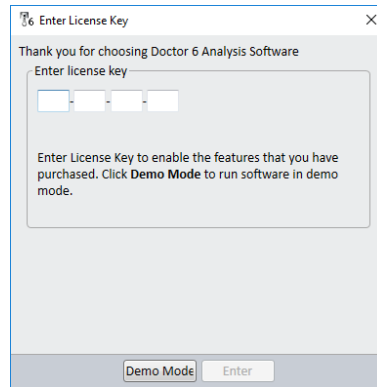 6 Enter License Key
Thank you for choosing Doctor 6 Analysis Software
Enter license key
- - -
Enter License Key to enable the features that you have
purchased. Click Demo Mode to run software in demo
mode.
Demo Mode Enter